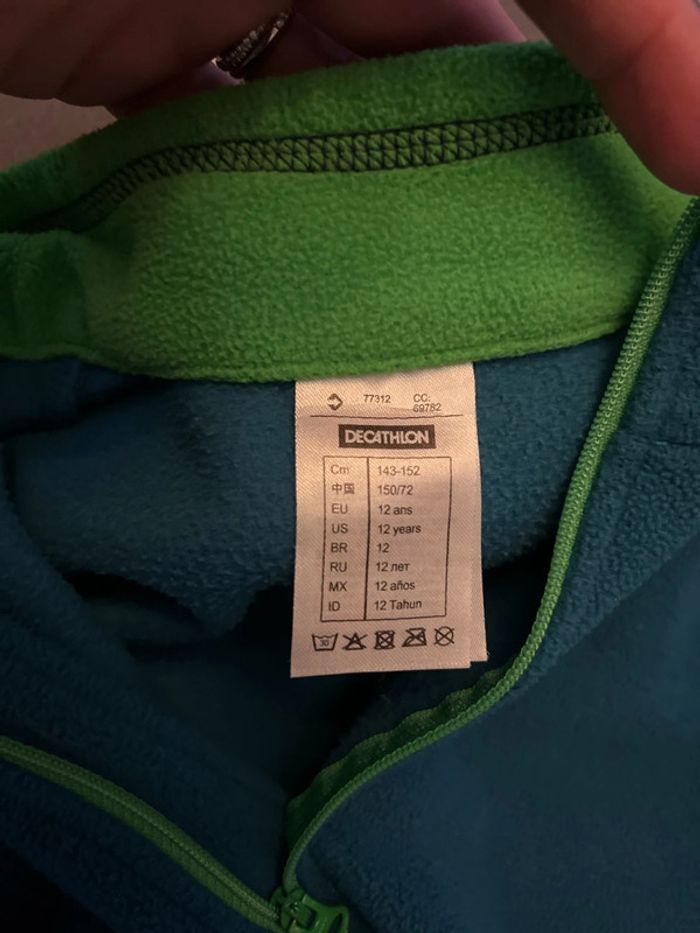 77312 CC:
69782
DECATHLON
Cm 143-152
中国 150/72
EU 12 ans
US 12 years
BR 12
RU 12 лет
MX 12 años
ID 12 Tahun
30